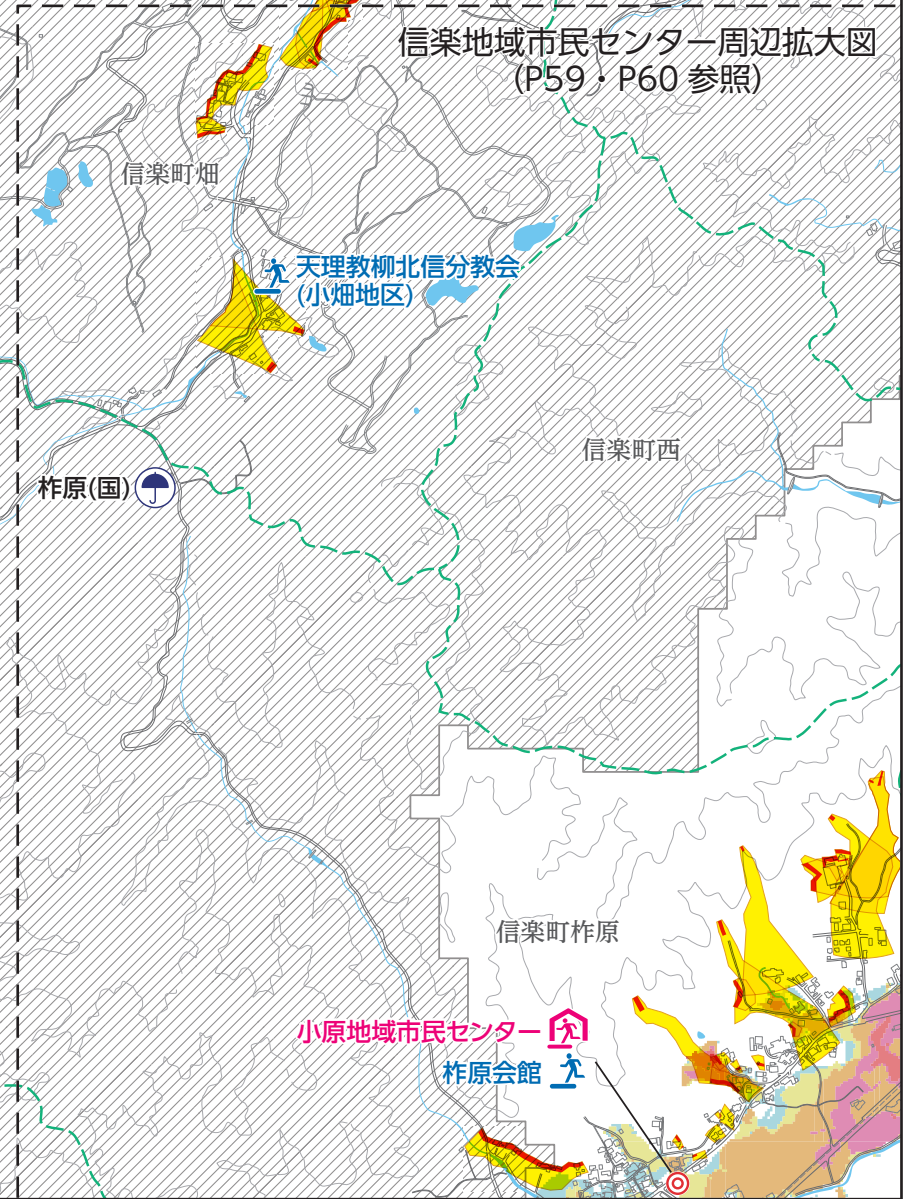 信楽地域市民センター周辺拡大図
(P59・P60 参照)
信楽町畑
天理教柳北信分教会
(小畑地区)
信楽町西
柞原(国)
信楽町柞原
小原地域市民センター
柞原会館